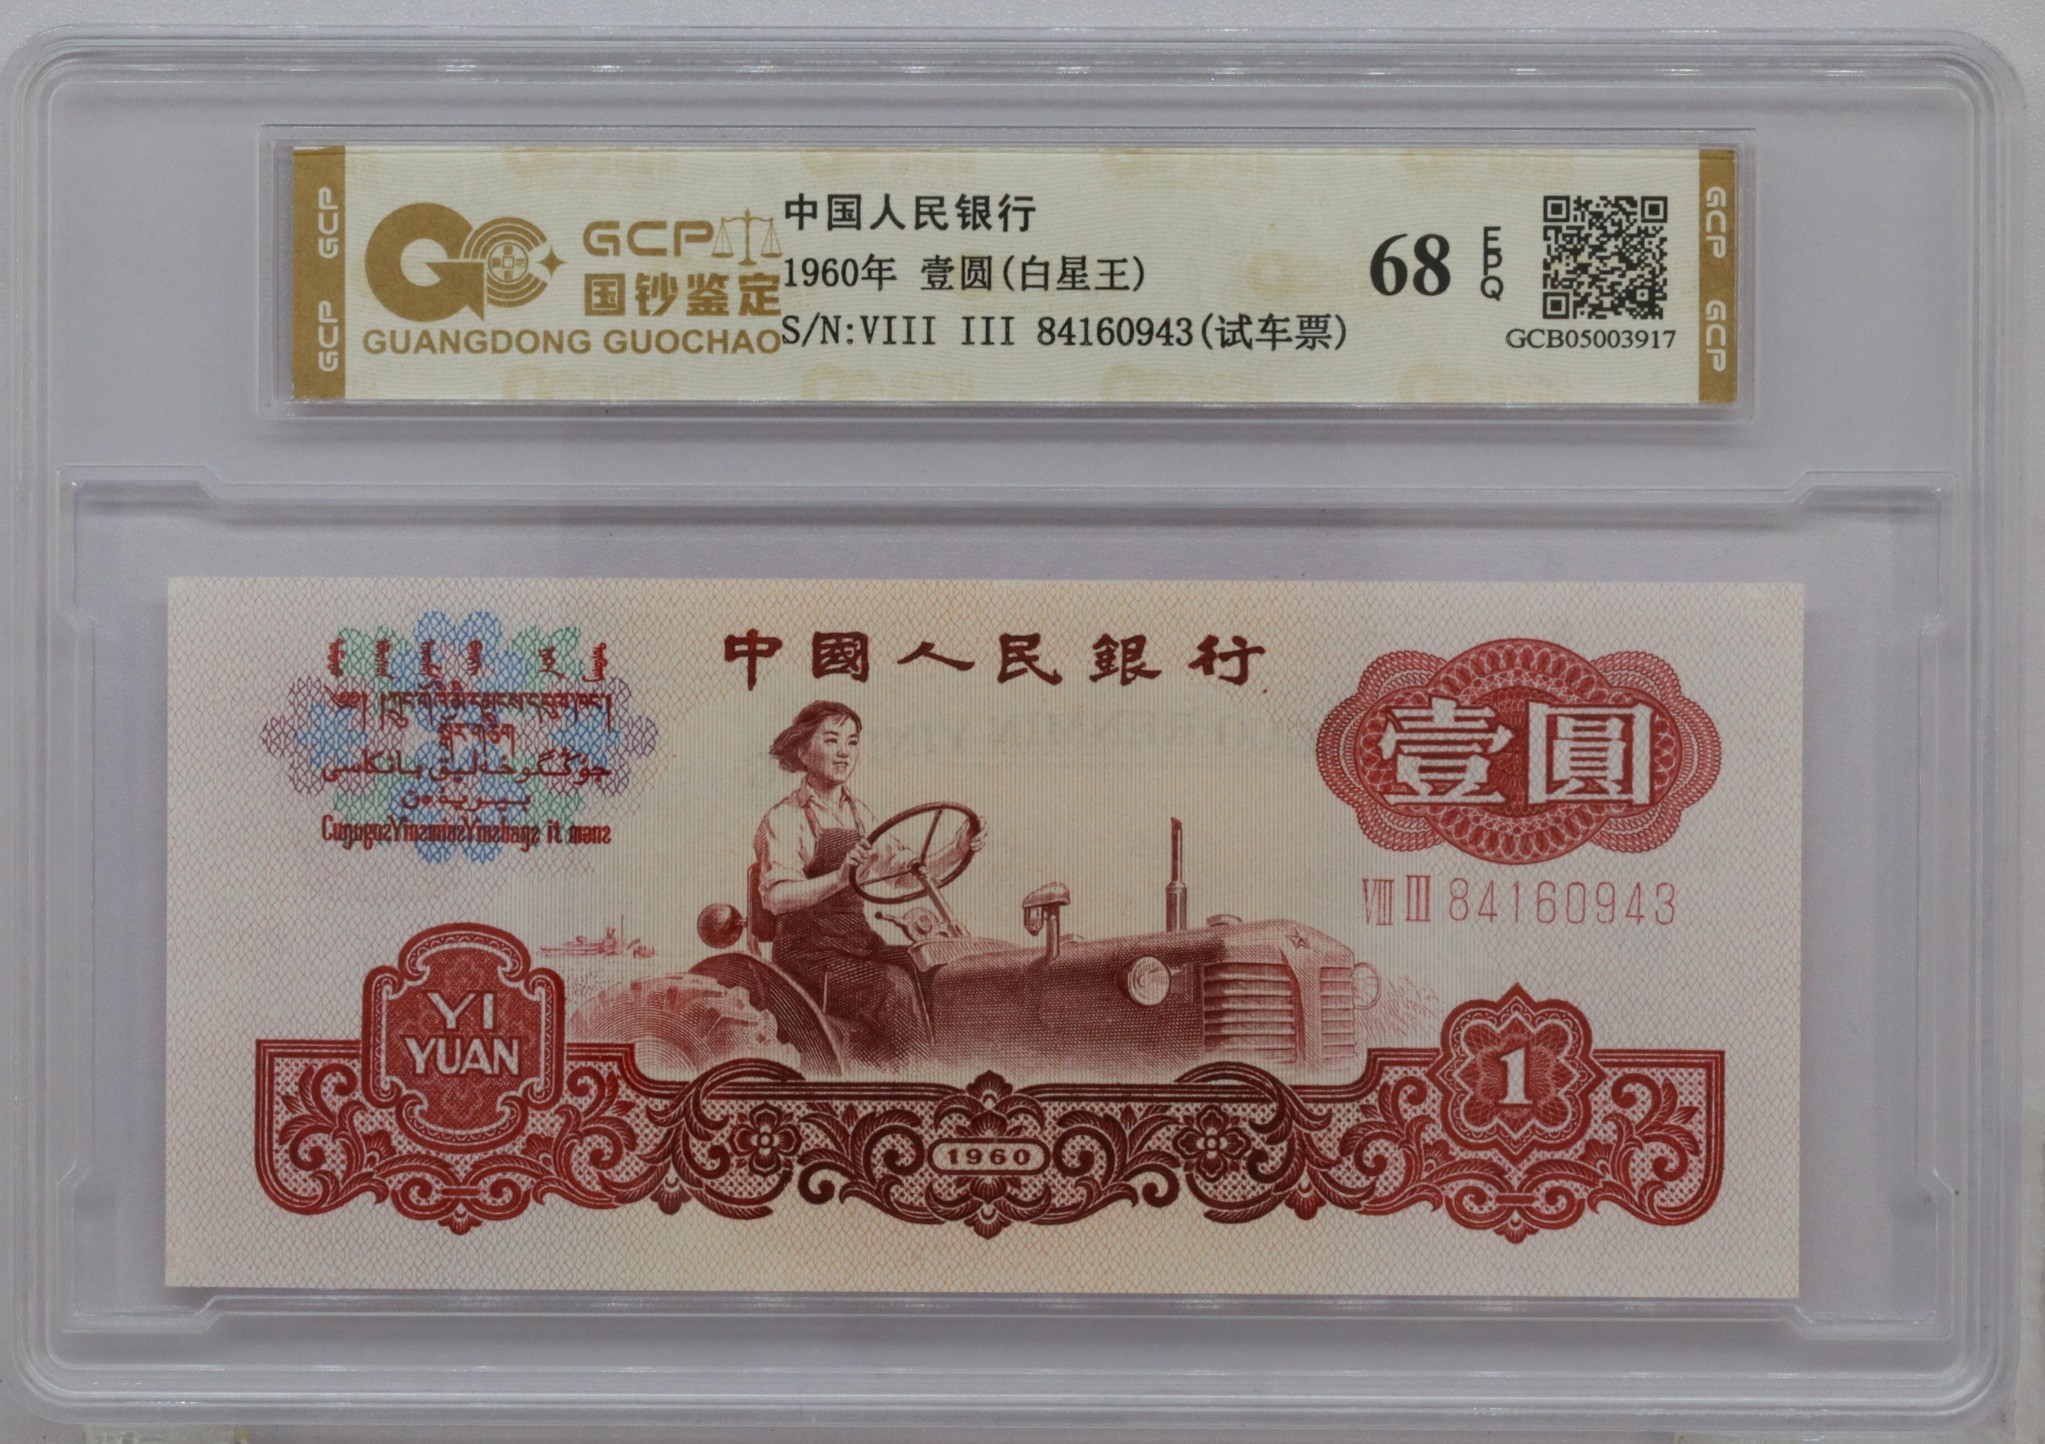 GCP
GCP
GCP
国钞鉴定
GUANGDONG GUOCHAO
中国人民银行
1960年 壹圆(白星王)
S/N:VIII III 84160943(试车票)
68
EPQ
GCB05003917
GCP
GCP
中國人民銀行
壹圓
VIII III 84160943
YI
YUAN
1960
1